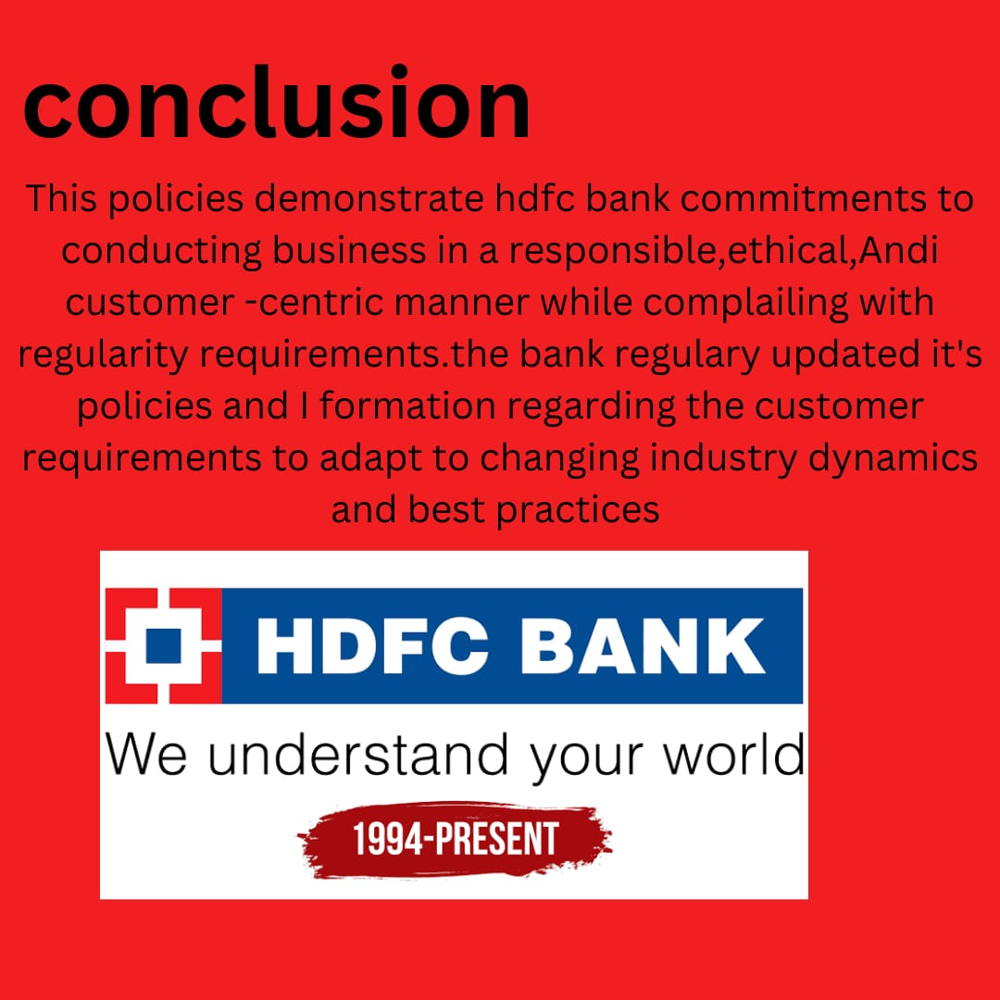 conclusion
This policies demonstrate hdfc bank commitments to
conducting business in a responsible,ethical,Andi
customer -centric manner while complailing with
regularity requirements.the bank regulary updated it's
policies and I formation regarding the customer
requirements to adapt to changing industry dynamics
and best practices
HDFC BANK
We understand your world
1994-PRESENT